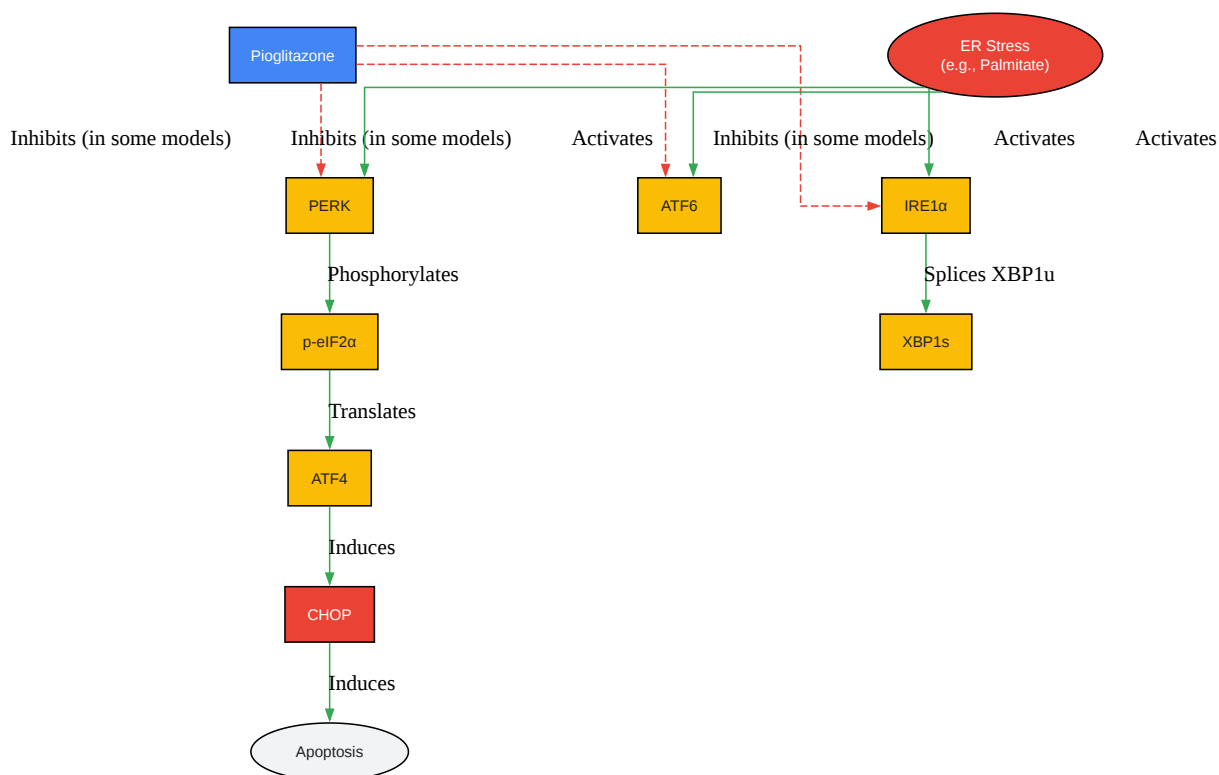 Pioglitazone
ER Stress
(e.g., Palmitate)
Inhibits (in some models)
Inhibits (in some models)
Activates
Inhibits (in some models)
Activates
Activates
PERK
ATF6
IRE1α
Phosphorylates
Splices XBP1u
p-eIF2α
XBP1s
Translates
ATF4
Induces
CHOP
Induces
Apoptosis